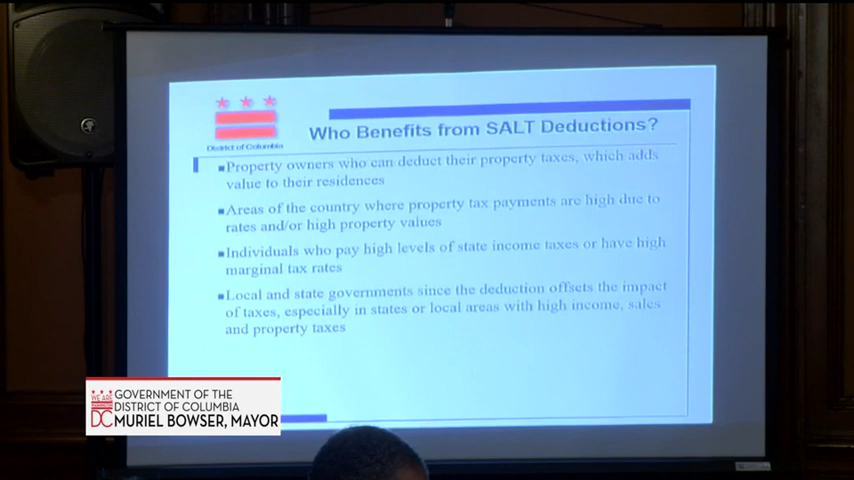 District of Columbia
Who Benefits from SALT Deductions?
▪Property owners who can deduct their property taxes, which adds
value to their residences
▪Areas of the country where property tax payments are high due to
rates and/or high property values
▪Individuals who pay high levels of state income taxes or have high
marginal tax rates
▪Local and state governments since the deduction offsets the impact
of taxes, especially in states or local areas with high income, sales
and property taxes
WE ARE
WASHINGTON
DC
GOVERNMENT OF THE
DISTRICT OF COLUMBIA
MURIEL BOWSER, MAYOR